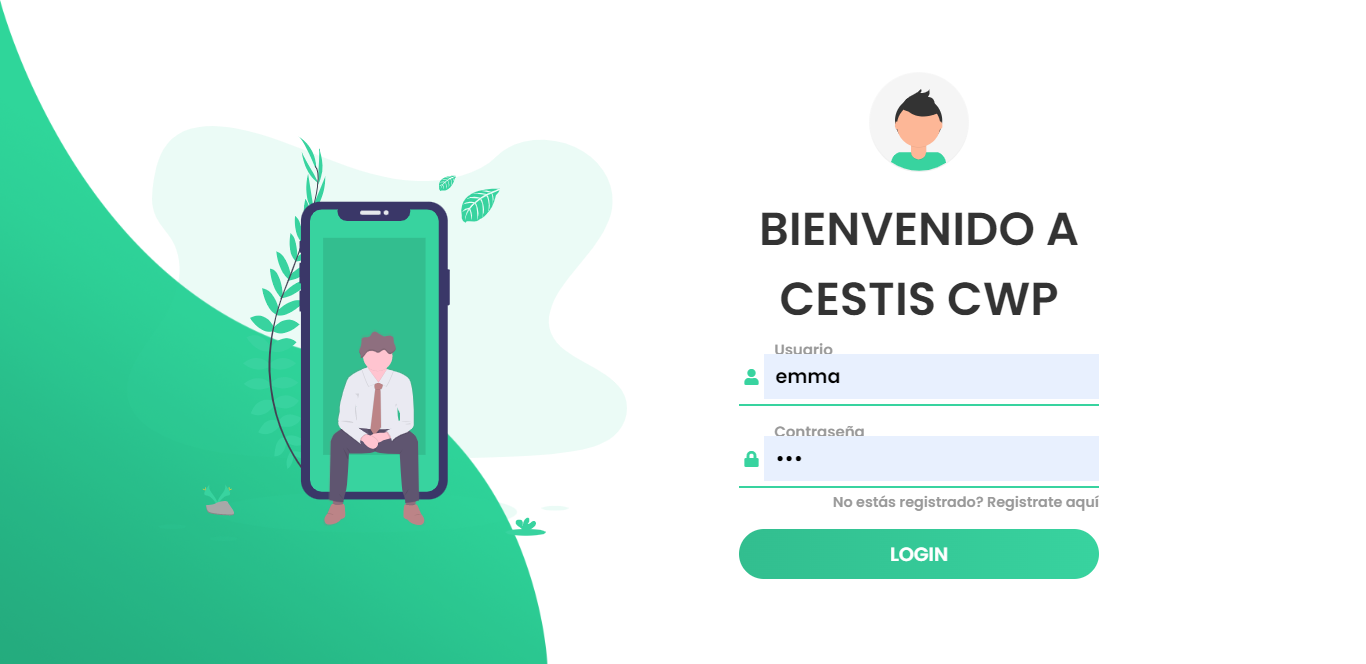 BIENVENIDO A
CESTIS CWP
Usuario
emma
Contraseña
•••
No estás registrado? Registrate aquí
LOGIN